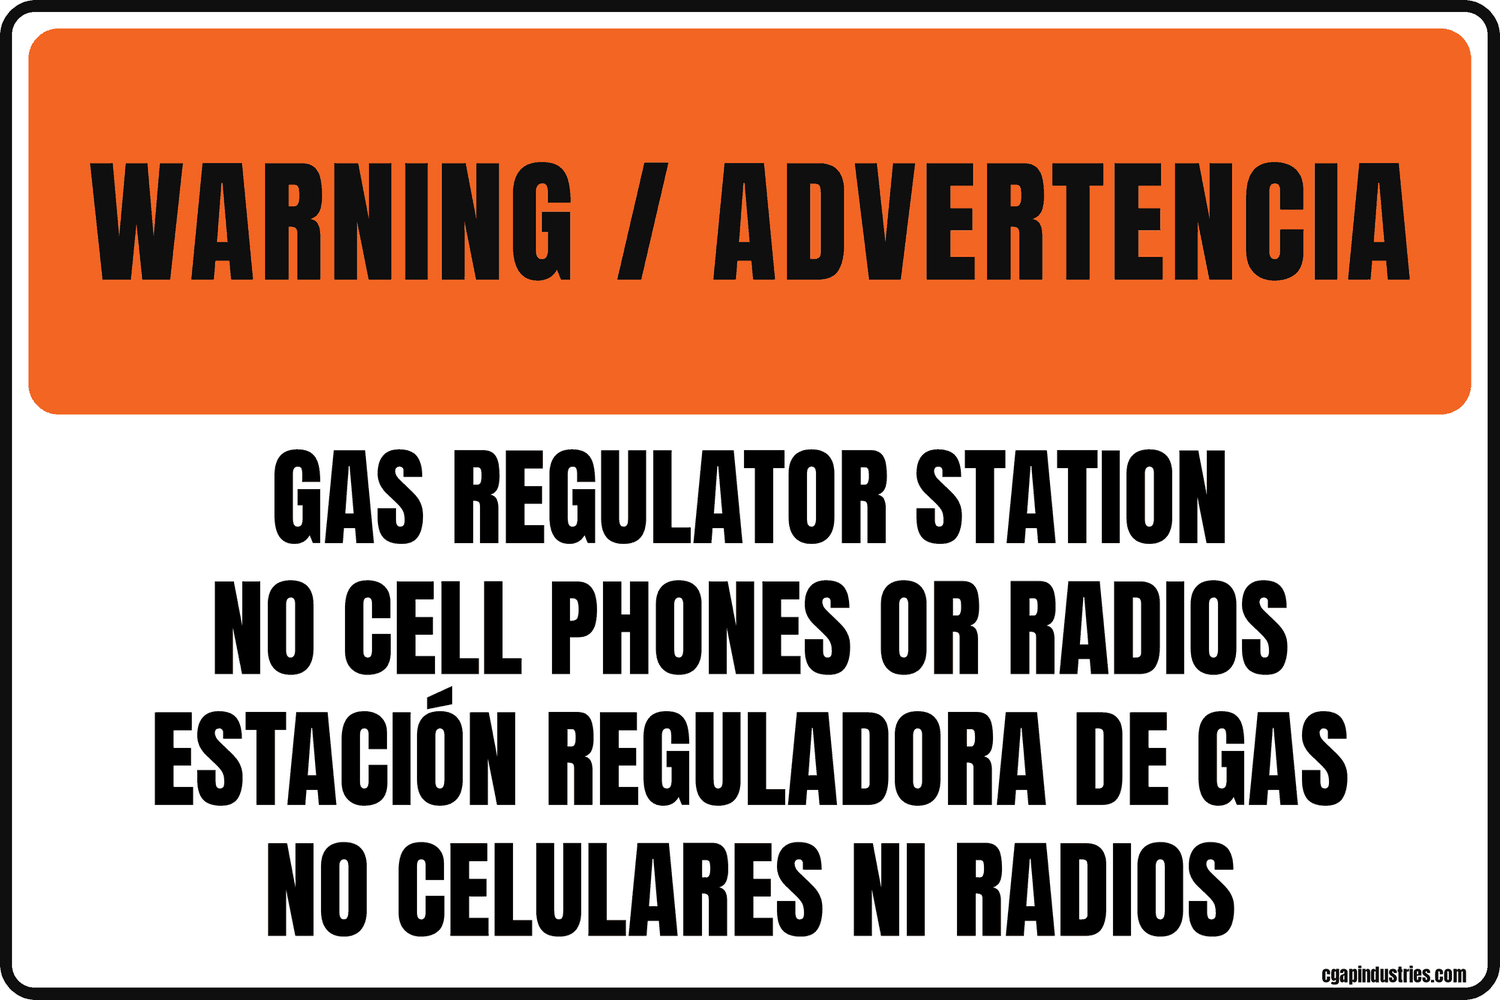 WARNING / ADVERTENCIA
GAS REGULATOR STATION
NO CELL PHONES OR RADIOS
ESTACIÓN REGULADORA DE GAS
NO CELULARES NI RADIOS
cgapindustries.com